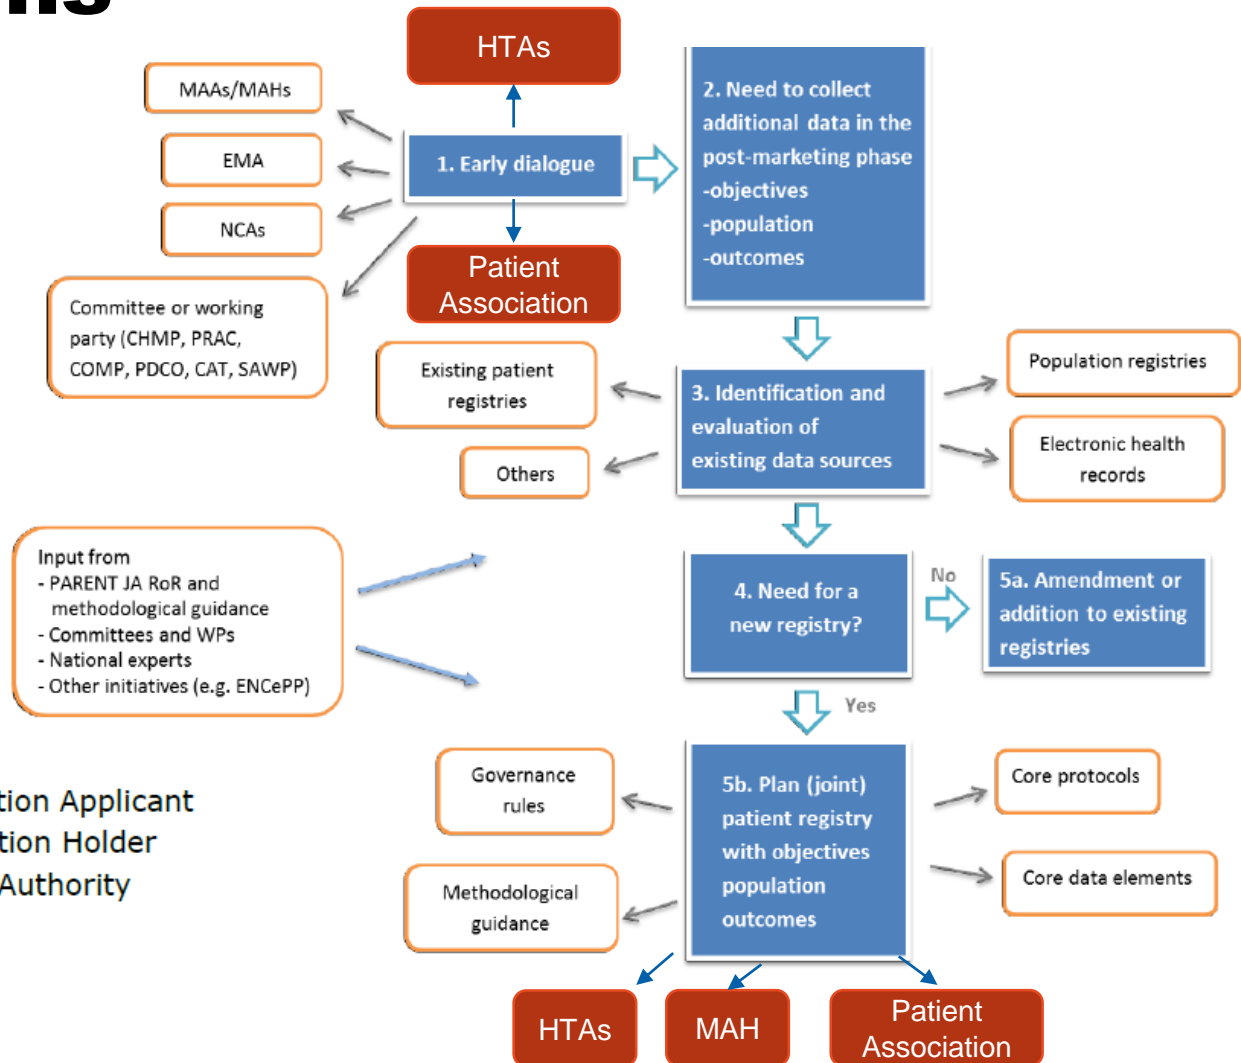 HTAs
MAAs/MAHs
EMA
NCAs
1. Early dialogue
2. Need to collect
additional data in the
post-marketing phase
-objectives
-population
-outcomes
Patient
Association
Committee or working
party (CHMP, PRAC,
COMP, PDCO, CAT, SAWP)
Existing patient
registries
Others
3. Identification and
evaluation of
existing data sources
Population registries
Electronic health
records
Input from
- PARENT JA RoR and
methodological guidance
- Committees and WPs
- National experts
- Other initiatives (e.g. ENCePP)
4. Need for a
new registry?
No
5a. Amendment or
addition to existing
registries
Yes
Governance
rules
Methodological
guidance
5b. Plan (joint)
patient registry
with objectives
population
outcomes
Core protocols
Core data elements
tion Applicant
tion Holder
Authority
HTAs
MAH
Patient
Association